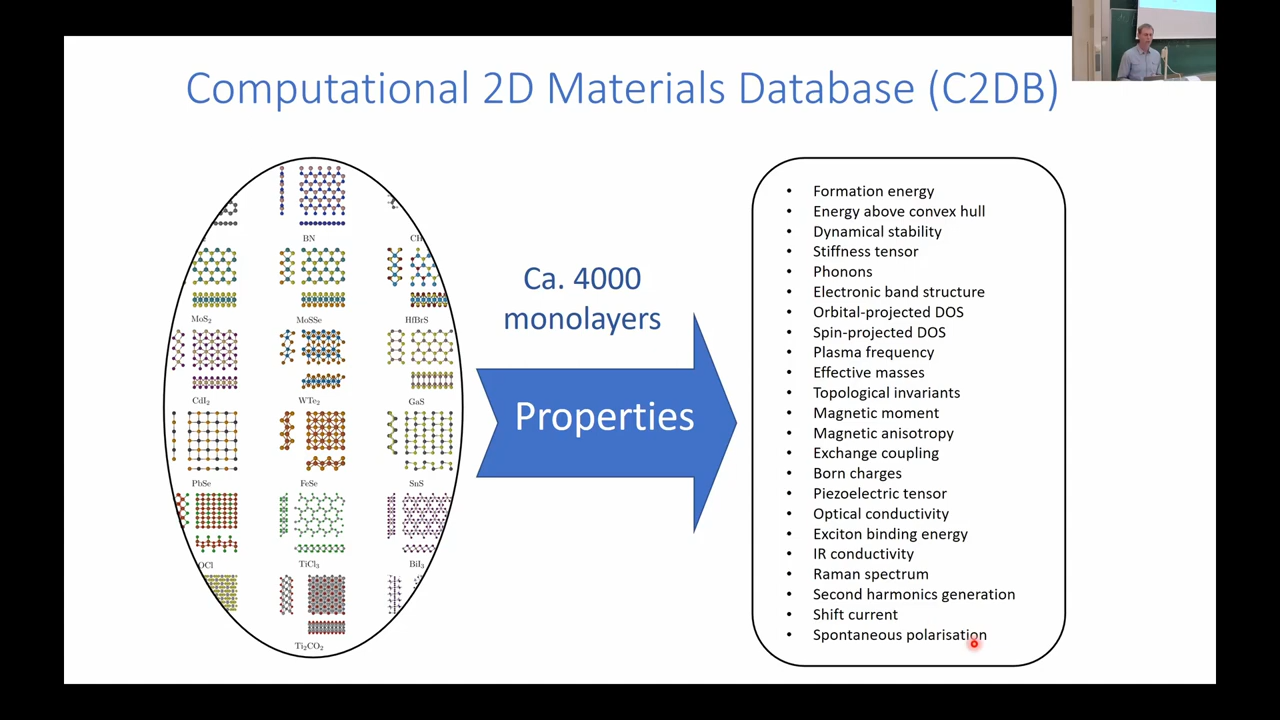 Computational 2D Materials Database (C2DB)
BN
CH
MoS2
MoSSe
HfBrS
CdI2
WTe2
GaS
PbSe
FeSe
SnS
OCl
TiCl3
BiI3
Ti2CO2
Ca. 4000
monolayers
Properties
• Formation energy
• Energy above convex hull
• Dynamical stability
• Stiffness tensor
• Phonons
• Electronic band structure
• Orbital-projected DOS
• Spin-projected DOS
• Plasma frequency
• Effective masses
• Topological invariants
• Magnetic moment
• Magnetic anisotropy
• Exchange coupling
• Born charges
• Piezoelectric tensor
• Optical conductivity
• Exciton binding energy
• IR conductivity
• Raman spectrum
• Second harmonics generation
• Shift current
• Spontaneous polarisation